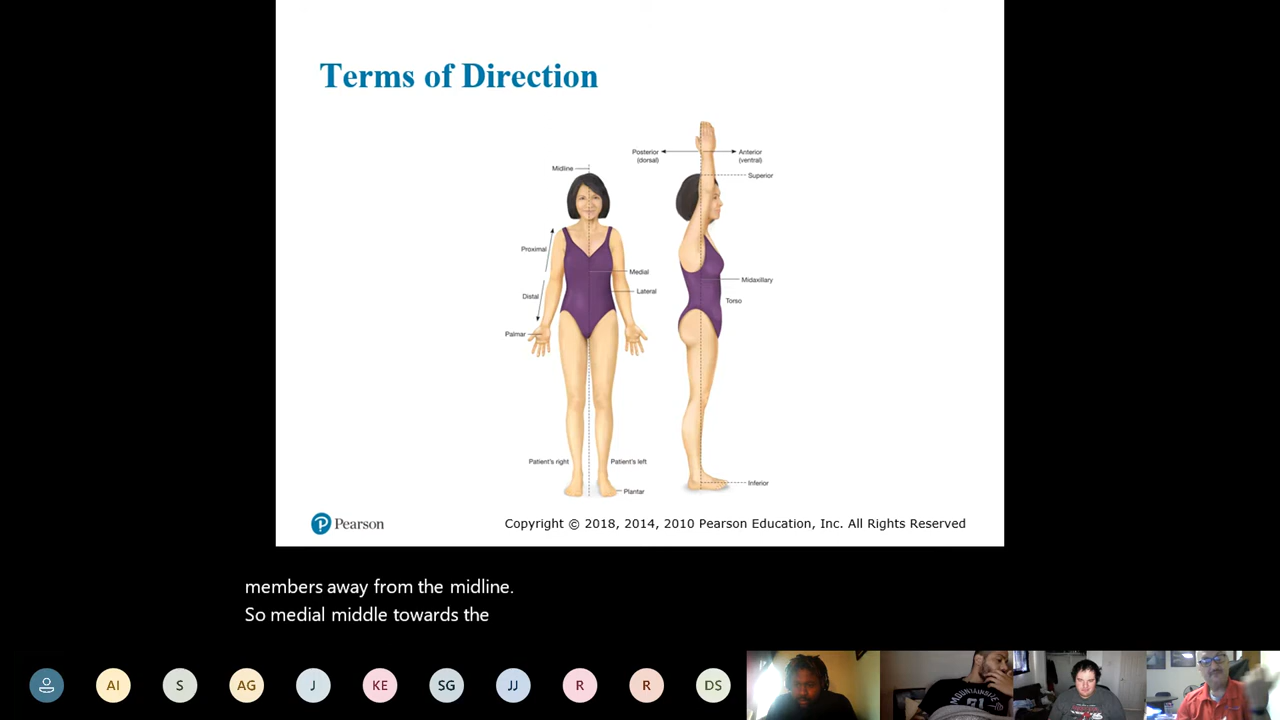 Terms of Direction
Posterior
(dorsal)
Anterior
(ventral)
Midline
Superior
Proximal
Medial
Midaxillary
Lateral
Distal
Torso
Palmar
Patient's right
Patient's left
Inferior
Plantar
P Pearson
Copyright © 2018, 2014, 2010 Pearson Education, Inc. All Rights Reserved
members away from the midline.
So medial middle towards the
AI
S
AG
J
KE
SG
JJ
R
R
DS